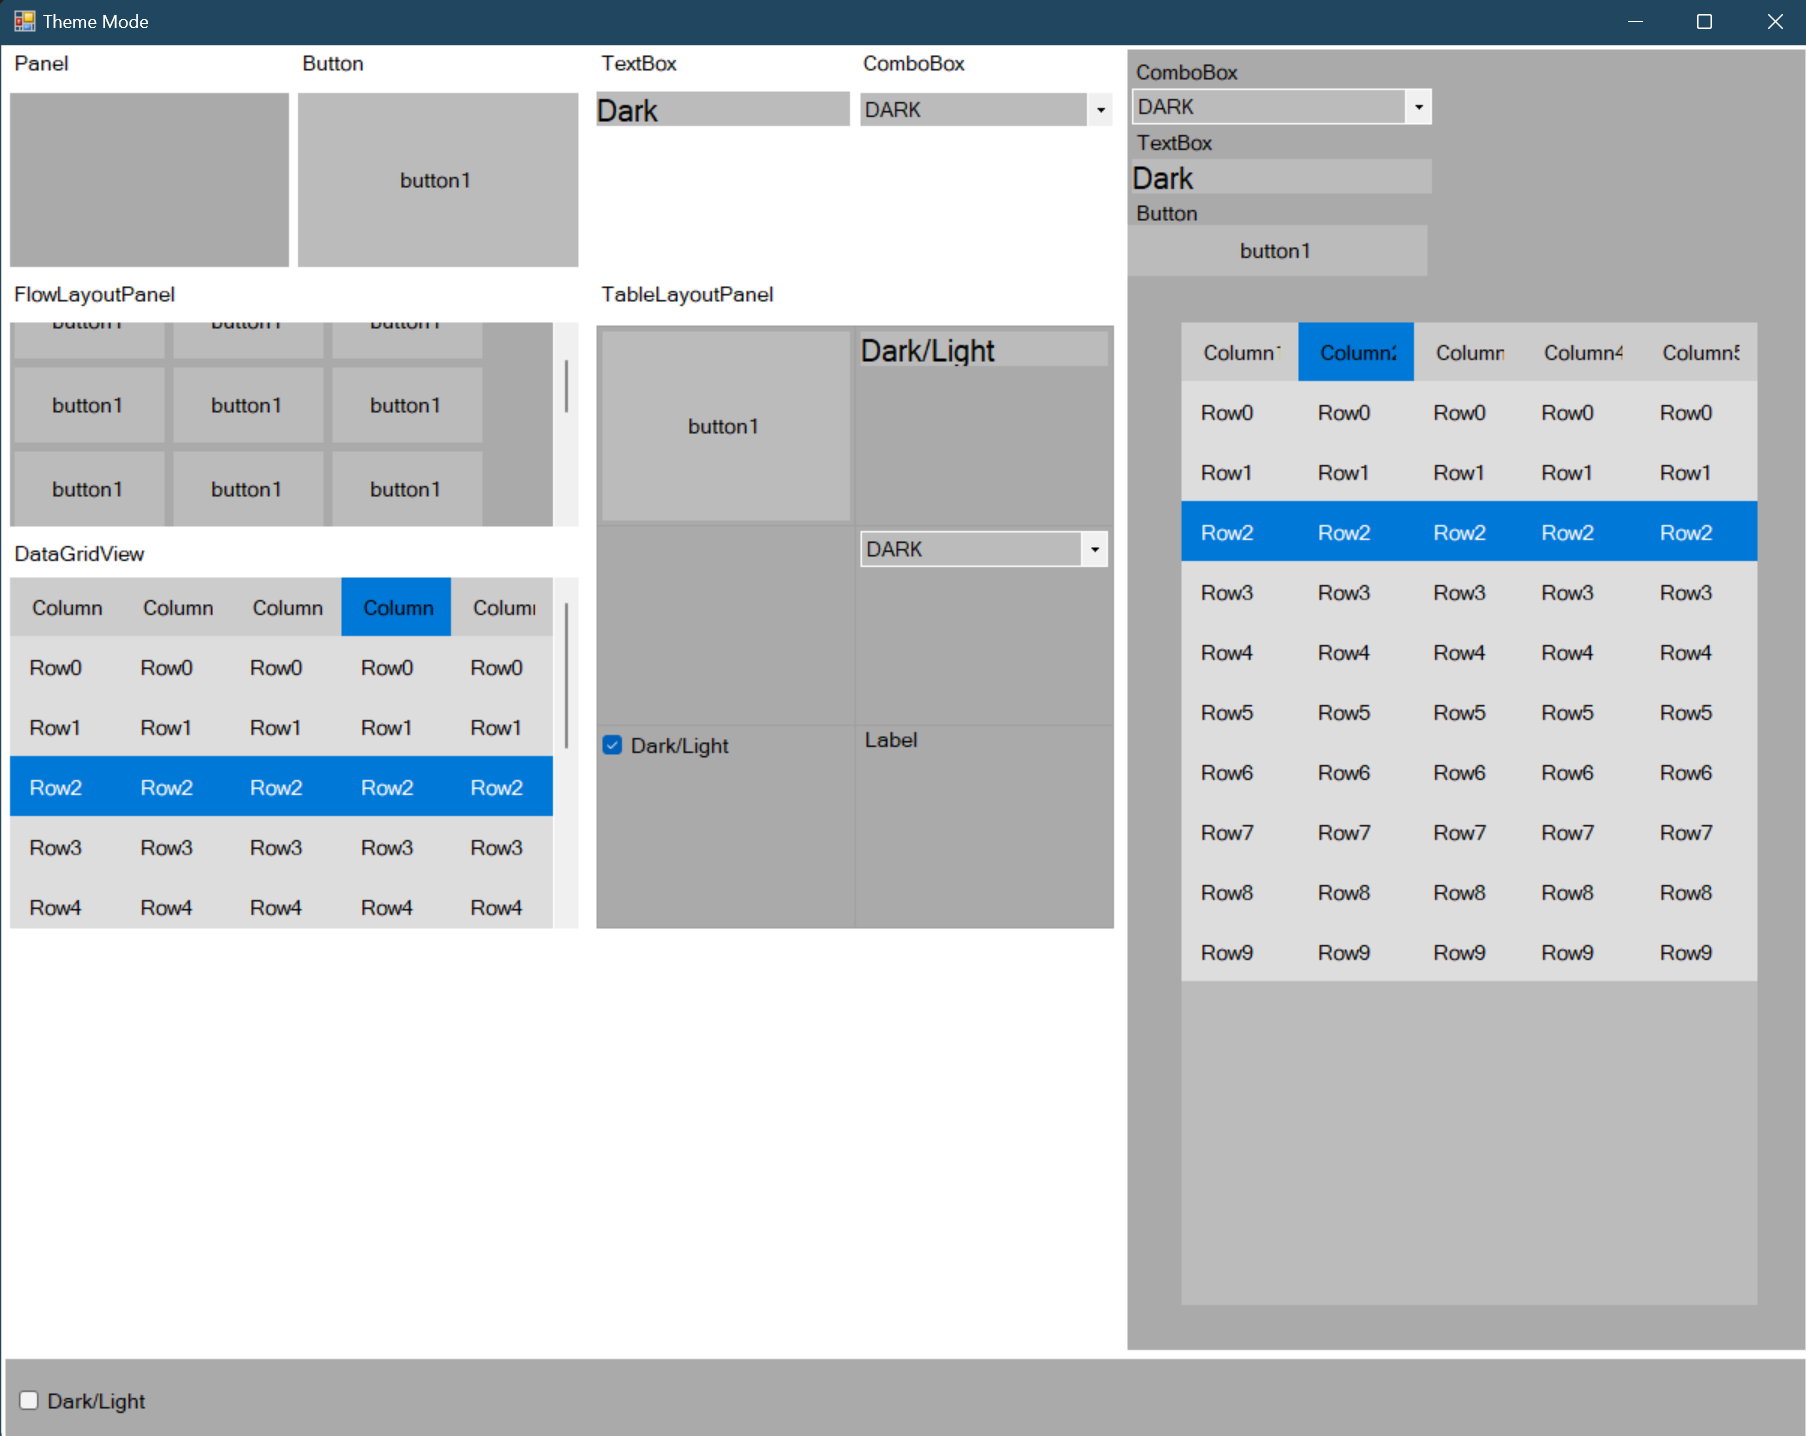 Theme Mode
Panel
Button
TextBox
ComboBox
button1
Dark
DARK
FlowLayoutPanel
button1 button1 button1
button1 button1 button1
button1 button1 button1
DataGridView
Column Column Column Column Colum
Row0 Row0 Row0 Row0 Row0
Row1 Row1 Row1 Row1 Row1
Row2 Row2 Row2 Row2 Row2
Row3 Row3 Row3 Row3 Row3
Row4 Row4 Row4 Row4 Row4
TableLayoutPanel
button1
Dark/Light
DARK
Dark/Light
Label
ComboBox
DARK
TextBox
Dark
Button
button1
Column1 Column2 Column Column4 Column5
Row0 Row0 Row0 Row0 Row0
Row1 Row1 Row1 Row1 Row1
Row2 Row2 Row2 Row2 Row2
Row3 Row3 Row3 Row3 Row3
Row4 Row4 Row4 Row4 Row4
Row5 Row5 Row5 Row5 Row5
Row6 Row6 Row6 Row6 Row6
Row7 Row7 Row7 Row7 Row7
Row8 Row8 Row8 Row8 Row8
Row9 Row9 Row9 Row9 Row9
Dark/Light